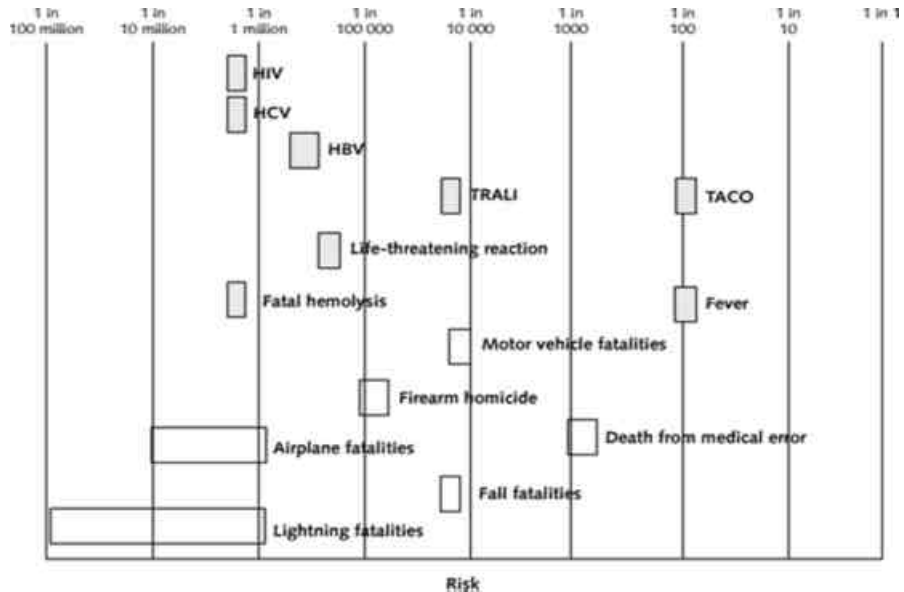 1 in 1 in 1 in 1 in 1 in 1 in 1 in 1 in 1 in 1
100 million 10 million 1 million 100 000 10 000 1000 100 10
HIV
HCV
HBV
TRALI TACO
Life-threatening reaction
Fatal hemolysis Fever
Motor vehicle fatalities
Firearm homicide
Death from medical error
Airplane fatalities
Fall fatalities
Lightning fatalities
Risk